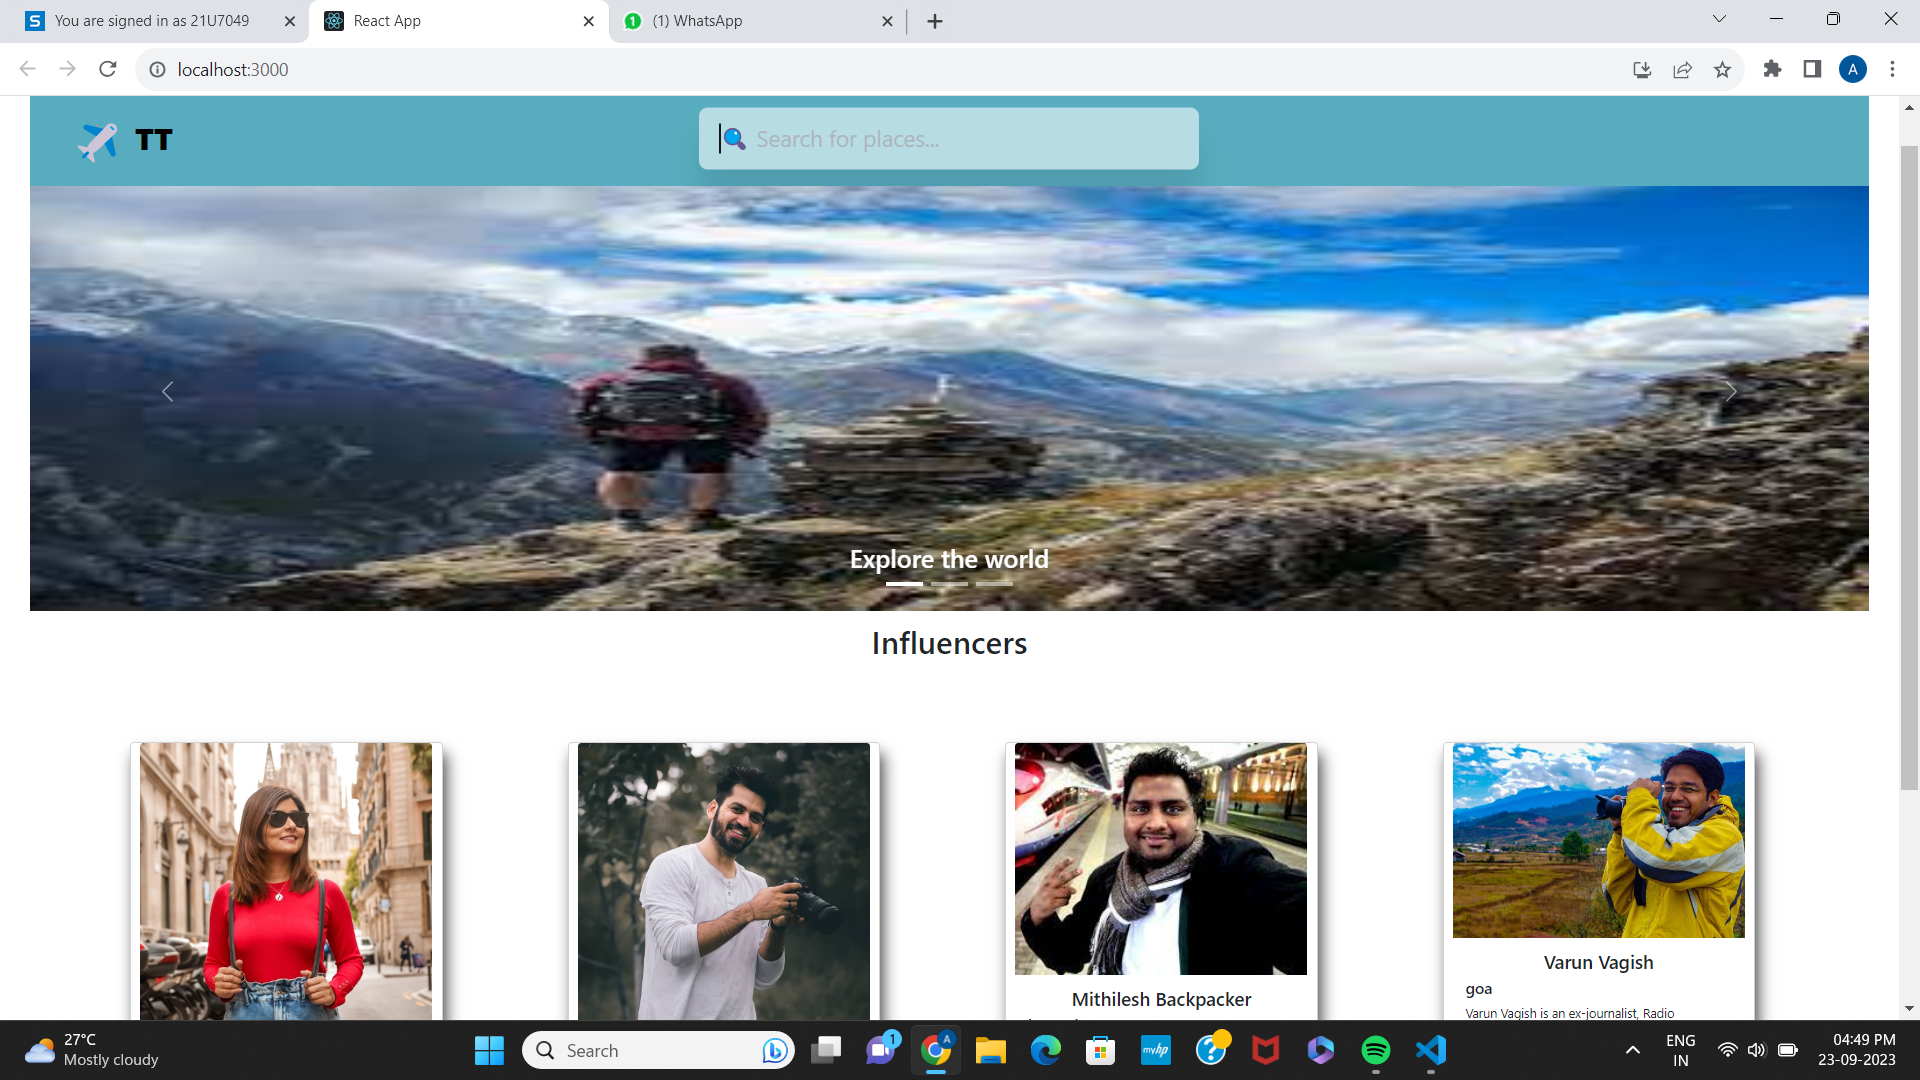 You are signed in as 21U7049
React App
(1) WhatsApp
localhost:3000
A
TT
Search for places...
Explore the world
Influencers
Mithilesh Backpacker
Varun Vagish
goa
Varun Vagish is an ex-journalist, Radio
27°C
Mostly cloudy
Search
1
A
myhp
ENG
IN
04:49 PM
23-09-2023